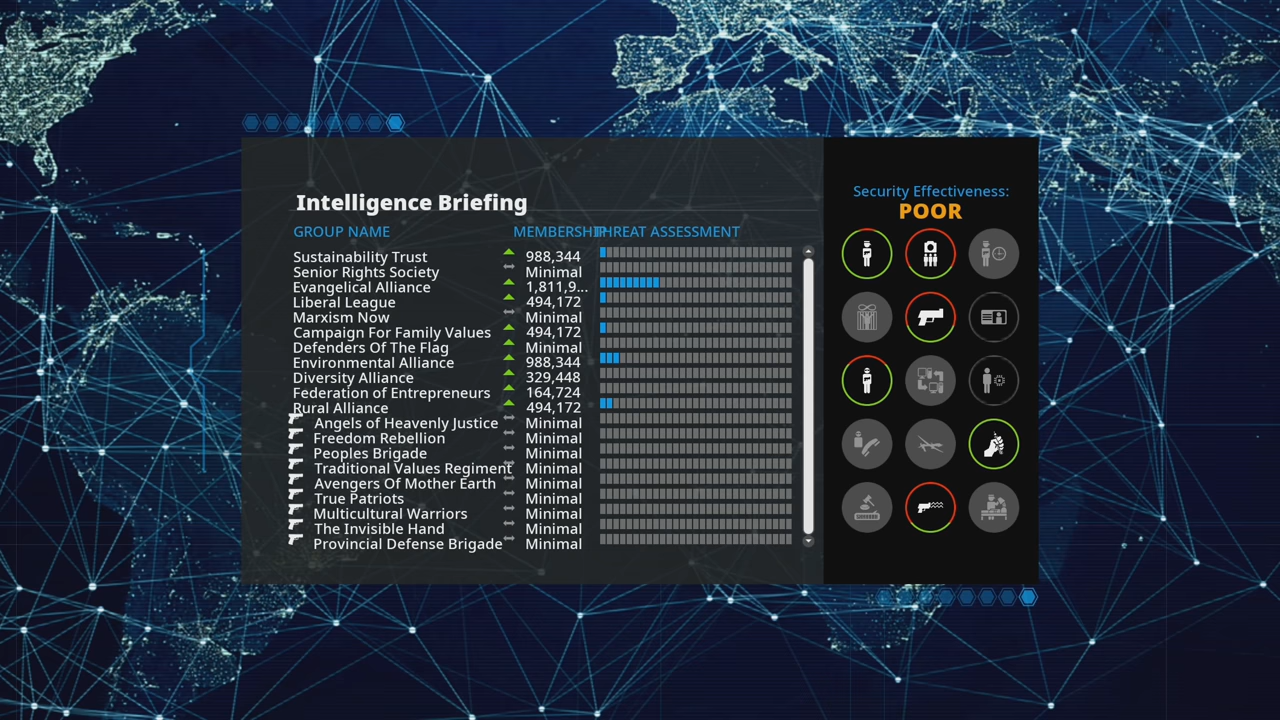 Intelligence Briefing
GROUP NAME MEMBERSHIP THREAT ASSESSMENT
Sustainability Trust 988,344
Senior Rights Society Minimal
Evangelical Alliance 1,811,9...
Liberal League 494,172
Marxism Now Minimal
Campaign For Family Values 494,172
Defenders Of The Flag Minimal
Environmental Alliance 988,344
Diversity Alliance 329,448
Federation of Entrepreneurs 164,724
Rural Alliance 494,172
Angels of Heavenly Justice Minimal
Freedom Rebellion Minimal
Peoples Brigade Minimal
Traditional Values Regiment Minimal
Avengers Of Mother Earth Minimal
True Patriots Minimal
Multicultural Warriors Minimal
The Invisible Hand Minimal
Provincial Defense Brigade Minimal
Security Effectiveness:
POOR